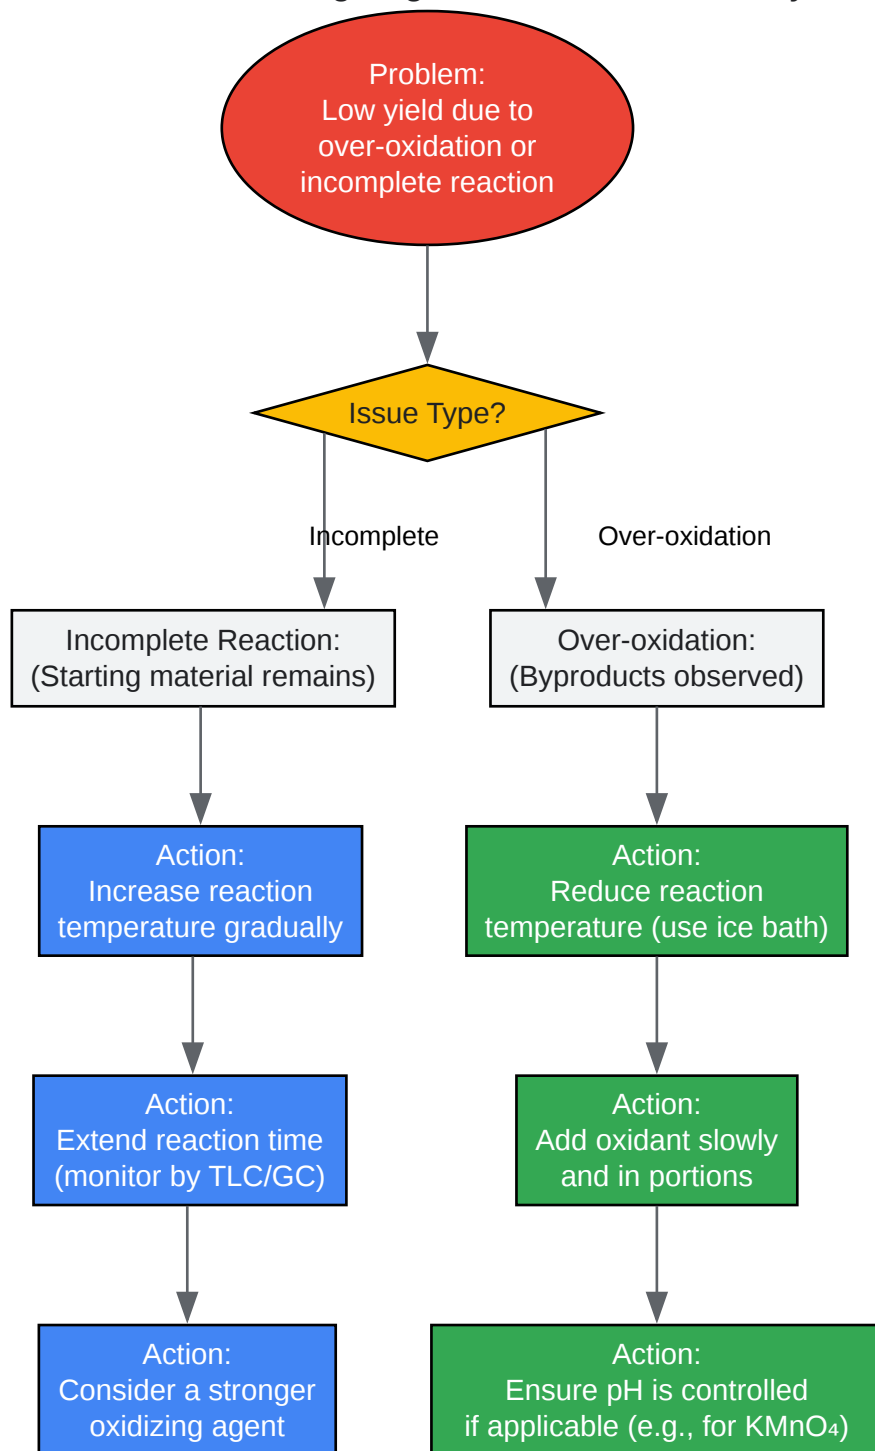 Problem:
Low yield due to
over-oxidation or
incomplete reaction
Issue Type?
Incomplete
Over-oxidation
Incomplete Reaction:
(Starting material remains)
Over-oxidation:
(Byproducts observed)
Action:
Increase reaction
temperature gradually
Action:
Reduce reaction
temperature (use ice bath)
Action:
Extend reaction time
(monitor by TLC/GC)
Action:
Add oxidant slowly
and in portions
Action:
Consider a stronger
oxidizing agent
Action:
Ensure pH is controlled
if applicable (e.g., for KMnO₄)